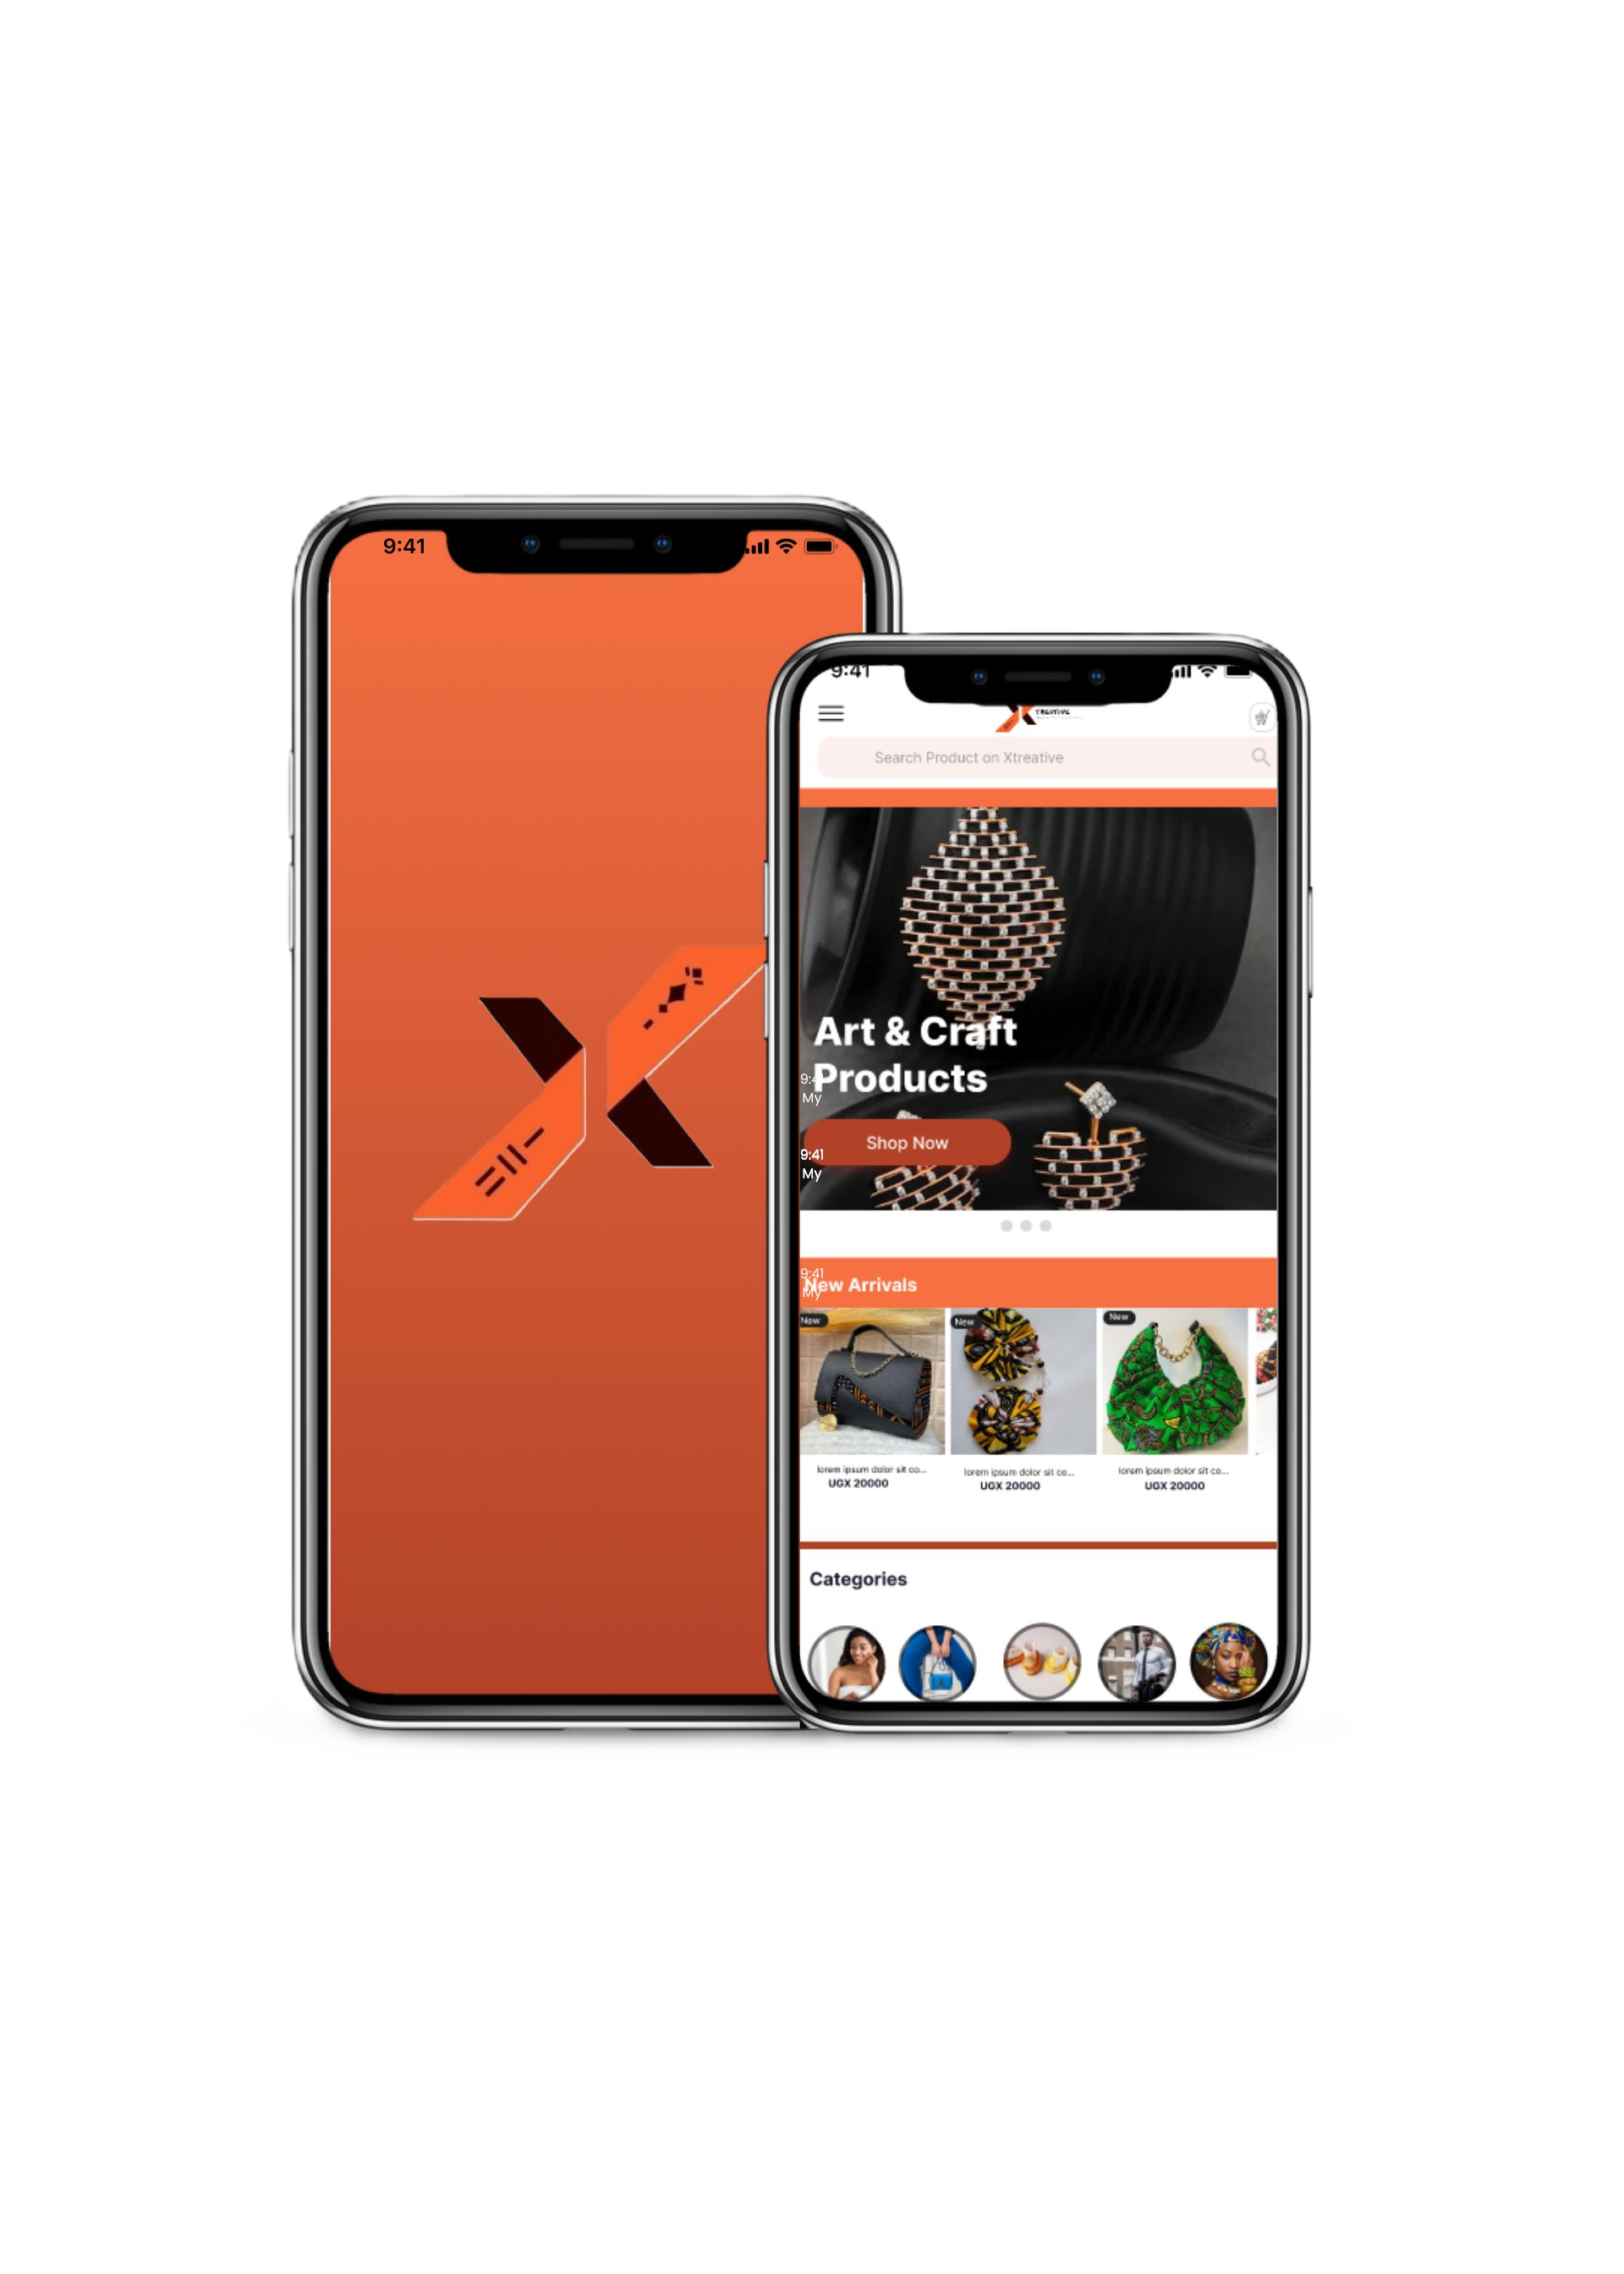 9:41
9:41
TREATIVE
Search Product on Xtreative
Art & Craft
Products
9:41
My
Shop Now
9:41
My
9:41
My
New Arrivals
New
New
New
lorem ipsum dolor sit co...
UGX 20000
lorem ipsum dolor sit co...
UGX 20000
lorem ipsum dolor sit co...
UGX 20000
Categories